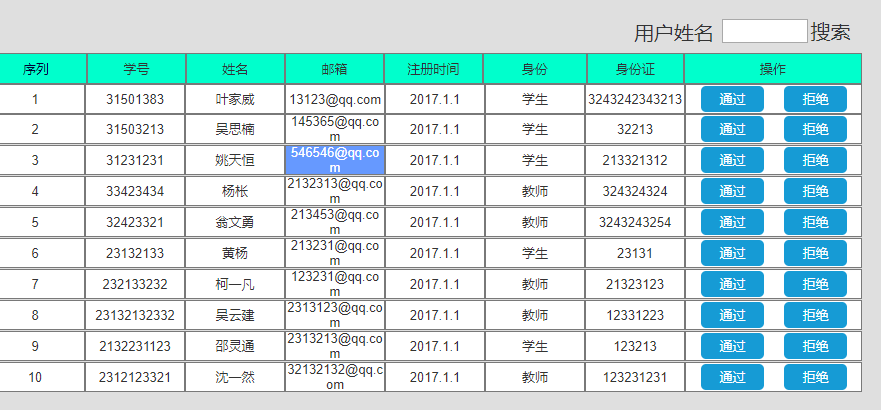 用户姓名 搜索
序列 学号 姓名 邮箱 注册时间 身份 身份证 操作
1 31501383 叶家威 13123@qq.com 2017.1.1 学生 3243242343213 通过 拒绝
2 31503213 吴思楠 145365@qq.co
m 2017.1.1 学生 32213 通过 拒绝
3 31231231 姚天恒 546546@qq.co
m 2017.1.1 学生 213321312 通过 拒绝
4 33423434 杨枨 2132313@qq.co
m 2017.1.1 教师 324324324 通过 拒绝
5 32423321 翁文勇 213453@qq.co
m 2017.1.1 教师 3243243254 通过 拒绝
6 23132133 黄杨 213231@qq.co
m 2017.1.1 学生 23131 通过 拒绝
7 232133232 柯一凡 123231@qq.co
m 2017.1.1 教师 21323123 通过 拒绝
8 23132132332 吴云建 2313123@qq.co
m 2017.1.1 教师 12331223 通过 拒绝
9 2132231123 邵灵通 2313213@qq.co
m 2017.1.1 学生 123213 通过 拒绝
10 2312123321 沈一然 32132132@qq.c
om 2017.1.1 教师 123231231 通过 拒绝